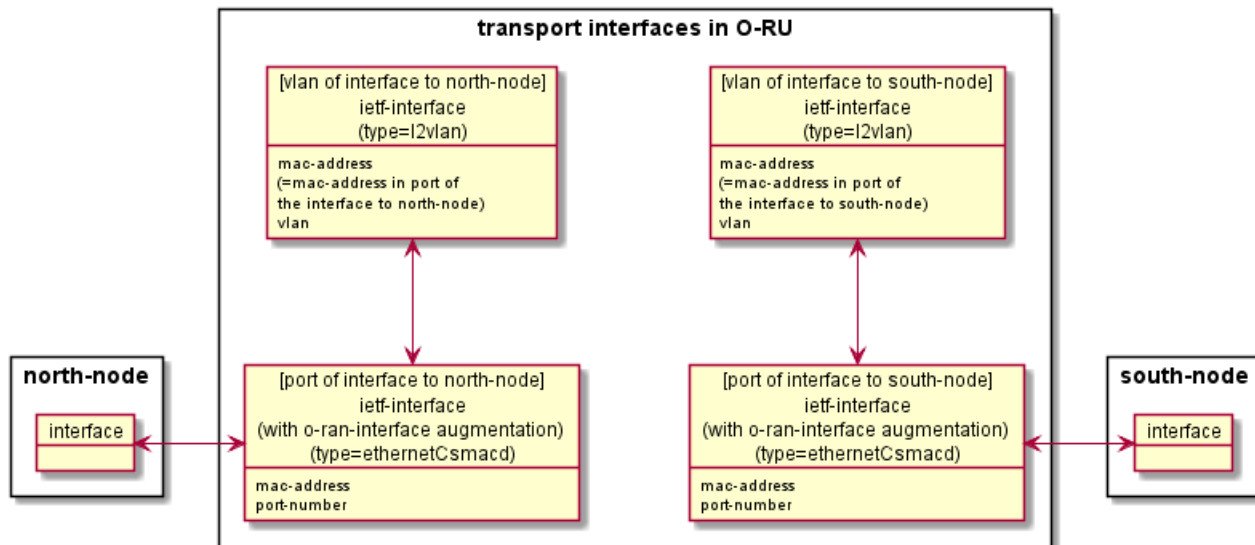 transport interfaces in O-RU
[vlan of interface to north-node]
ietf-interface
(type=l2vlan)
mac-address
(=mac-address in port of
the interface to north-node)
vlan
[vlan of interface to south-node]
ietf-interface
(type=l2vlan)
mac-address
(=mac-address in port of
the interface to south-node)
vlan
north-node
interface
[port of interface to north-node]
ietf-interface
(with o-ran-interface augmentation)
(type=ethernetCsmacd)
mac-address
port-number
[port of interface to south-node]
ietf-interface
(with o-ran-interface augmentation)
(type=ethernetCsmacd)
mac-address
port-number
south-node
interface